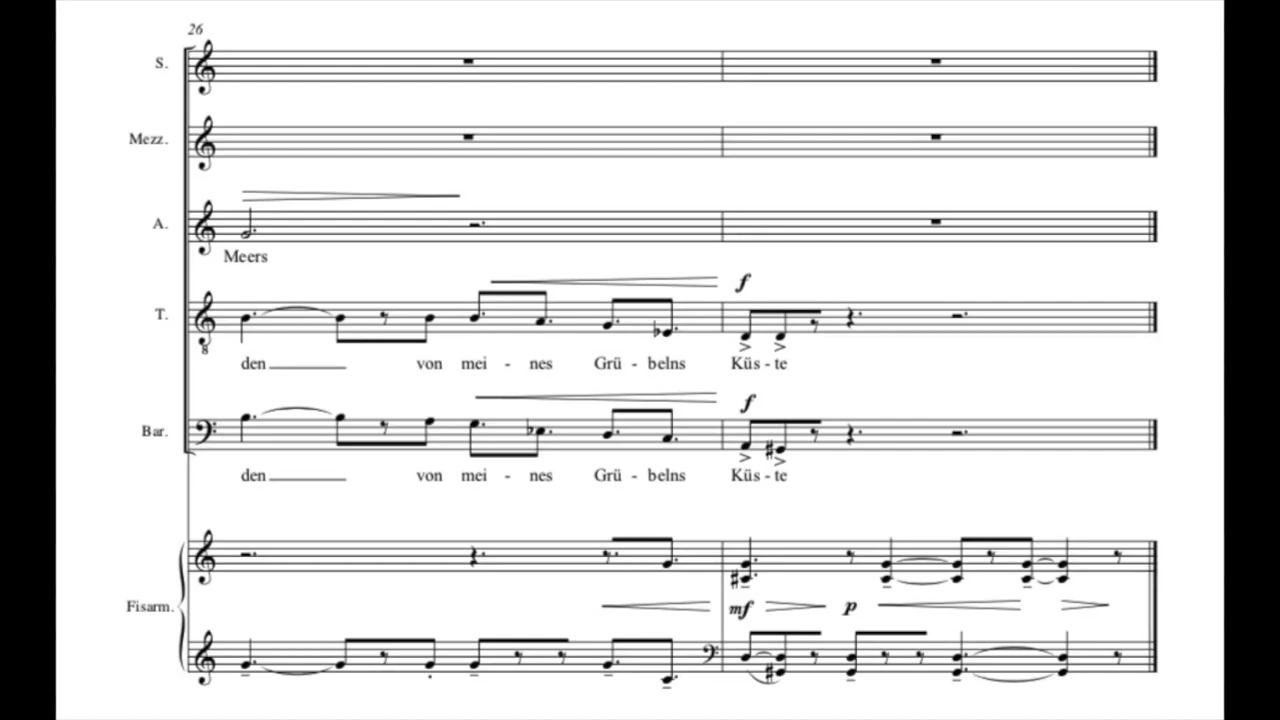 26
S.
Mezz.
A.
Meers
f
T.
8
den von mei - nes Grü - belns Küs - te
f
Bar.
den von mei - nes Grü - belns Küs - te
Fisarm.
mf p